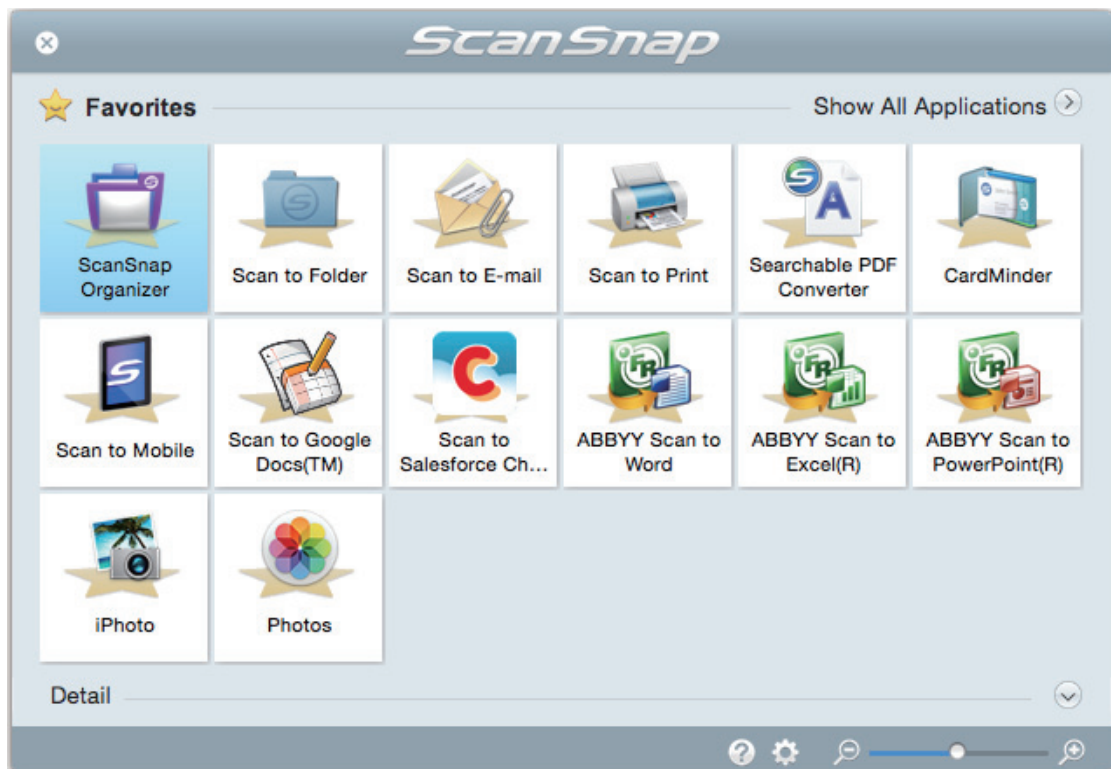 ScanSnap
Favorites
Show All Applications
ScanSnap
Organizer
Scan to Folder
Scan to E-mail
Scan to Print
Searchable PDF
Converter
CardMinder
Scan to Mobile
Scan to Google
Docs(TM)
Scan to
Salesforce Ch...
ABBYY Scan to
Word
ABBYY Scan to
Excel(R)
ABBYY Scan to
PowerPoint(R)
iPhoto
Photos
Detail